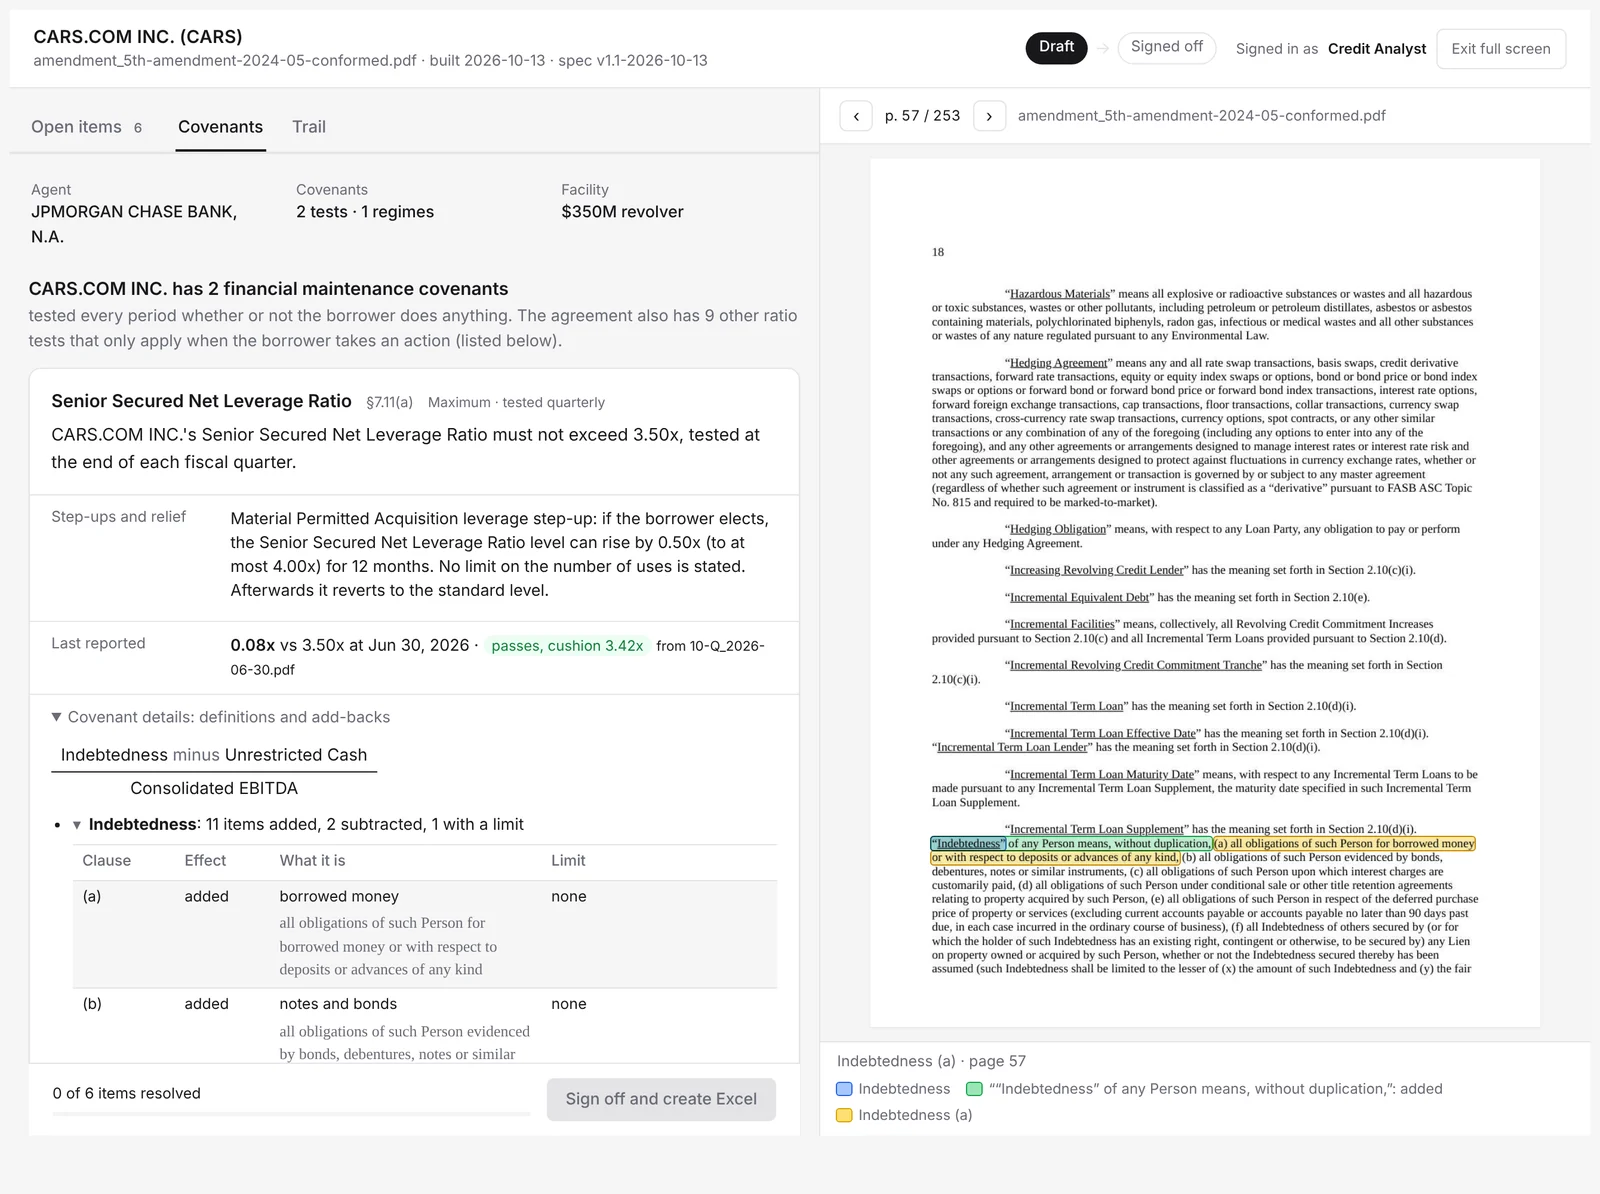 CARS.COM INC. (CARS)
amendment_5th-amendment-2024-05-conformed.pdf · built 2026-10-13 · spec v1.1-2026-10-13
Draft → Signed off
Signed in as Credit Analyst
Exit full screen
Open items 6
Covenants
Trail
Agent
JPMORGAN CHASE BANK,
N.A.
Covenants
2 tests · 1 regimes
Facility
$350M revolver
CARS.COM INC. has 2 financial maintenance covenants
tested every period whether or not the borrower does anything. The agreement also has 9 other ratio
tests that only apply when the borrower takes an action (listed below).
Senior Secured Net Leverage Ratio §7.11(a) Maximum · tested quarterly
CARS.COM INC.'s Senior Secured Net Leverage Ratio must not exceed 3.50x, tested at
the end of each fiscal quarter.
Step-ups and relief
Material Permitted Acquisition leverage step-up: if the borrower elects,
the Senior Secured Net Leverage Ratio level can rise by 0.50x (to at
most 4.00x) for 12 months. No limit on the number of uses is stated.
Afterwards it reverts to the standard level.
Last reported
0.08x vs 3.50x at Jun 30, 2026 · passes, cushion 3.42x from 10-Q_2026-
06-30.pdf
▼ Covenant details: definitions and add-backs
Indebtedness minus Unrestricted Cash
Consolidated EBITDA
• ▼ Indebtedness: 11 items added, 2 subtracted, 1 with a limit
Clause Effect What it is Limit
(a) added borrowed money none
all obligations of such Person for
borrowed money or with respect to
deposits or advances of any kind
(b) added notes and bonds none
all obligations of such Person evidenced
by bonds, debentures, notes or similar
0 of 6 items resolved
Sign off and create Excel
‹ p. 57 / 253 › amendment_5th-amendment-2024-05-conformed.pdf
18
“Hazardous Materials” means all explosive or radioactive substances or wastes and all hazardous
or toxic substances, wastes or other pollutants, including petroleum or petroleum distillates, asbestos or asbestos
containing materials, polychlorinated biphenyls, radon gas, infectious or medical wastes and all other substances
or wastes of any nature regulated pursuant to any Environmental Law.
“Hedging Agreement” means any and all rate swap transactions, basis swaps, credit derivative
transactions, forward rate transactions, equity or equity index swaps or options, bond or bond price or bond index
swaps or options or forward bond or forward bond price or forward bond index transactions, interest rate options,
forward foreign exchange transactions, cap transactions, floor transactions, collar transactions, currency swap
transactions, cross-currency rate swap transactions, currency options, spot contracts, or any other similar
transactions or any combination of any of the foregoing (including any options to enter into any of the
foregoing), and any other agreements or arrangements designed to manage interest rates or interest rate risk and
other agreements or arrangements designed to protect against fluctuations in currency exchange rates, whether or
not any such agreement, arrangement or transaction is governed by or subject to any master agreement
(regardless of whether such agreement or instrument is classified as a “derivative” pursuant to FASB ASC Topic
No. 815 and required to be marked-to-market).
“Hedging Obligation” means, with respect to any Loan Party, any obligation to pay or perform
under any Hedging Agreement.
“Increasing Revolving Credit Lender” has the meaning set forth in Section 2.10(c)(i).
“Incremental Equivalent Debt” has the meaning set forth in Section 2.10(e).
“Incremental Facilities” means, collectively, all Revolving Credit Commitment Increases
provided pursuant to Section 2.10(c) and all Incremental Term Loans provided pursuant to Section 2.10(d).
“Incremental Revolving Credit Commitment Tranche” has the meaning set forth in Section
2.10(c)(i).
“Incremental Term Loan” has the meaning set forth in Section 2.10(d)(i).
“Incremental Term Loan Effective Date” has the meaning set forth in Section 2.10(d)(i).
“Incremental Term Loan Lender” has the meaning set forth in Section 2.10(d)(i).
“Incremental Term Loan Maturity Date” means, with respect to any Incremental Term Loans to be
made pursuant to any Incremental Term Loan Supplement, the maturity date specified in such Incremental Term
Loan Supplement.
“Incremental Term Loan Supplement” has the meaning set forth in Section 2.10(d)(i).
“Indebtedness” of any Person means, without duplication, (a) all obligations of such Person for borrowed money
or with respect to deposits or advances of any kind, (b) all obligations of such Person evidenced by bonds,
debentures, notes or similar instruments, (c) all obligations of such Person upon which interest charges are
customarily paid, (d) all obligations of such Person under conditional sale or other title retention agreements
relating to property acquired by such Person, (e) all obligations of such Person in respect of the deferred purchase
price of property or services (excluding current accounts payable or accounts payable no later than 90 days past
due, in each case incurred in the ordinary course of business), (f) all Indebtedness of others secured by (or for
which the holder of such Indebtedness has an existing right, contingent or otherwise, to be secured by) any Lien
on property owned or acquired by such Person, whether or not the Indebtedness secured thereby has been
assumed (such Indebtedness shall be limited to the lesser of (x) the amount of such Indebtedness and (y) the fair
Indebtedness (a) · page 57
Indebtedness
““Indebtedness” of any Person means, without duplication,”: added
Indebtedness (a)